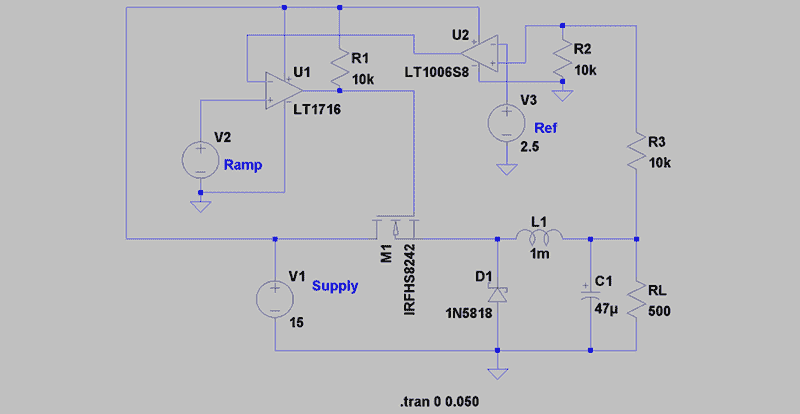 U2
R1
10k
U1
LT1716
LT1006S8
R2
10k
V2
Ramp
V3
Ref
2.5
R3
10k
L1
1m
M1
IRFHS8242
V1
Supply
15
D1
1N5818
C1
47µ
RL
500
.tran 0 0.050